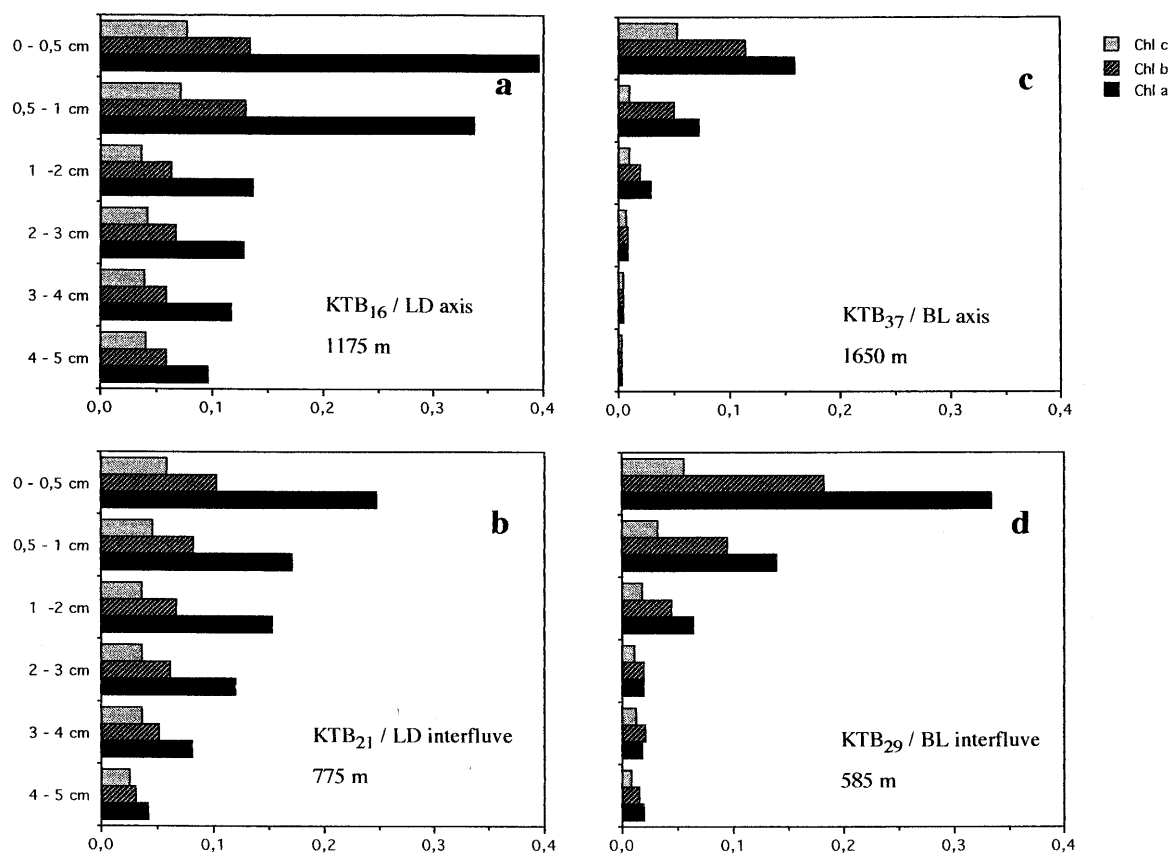 0 - 0,5 cm
0,5 - 1 cm
1 -2 cm
2 - 3 cm
3 - 4 cm
4 - 5 cm
a
KTB16 / LD axis
1175 m
0,0 0,1 0,2 0,3 0,4
c
KTB37 / BL axis
1650 m
0,0 0,1 0,2 0,3 0,4
Chl c
Chl b
Chl a
0 - 0,5 cm
0,5 - 1 cm
1 -2 cm
2 - 3 cm
3 - 4 cm
4 - 5 cm
b
KTB21 / LD interfluve
775 m
0,0 0,1 0,2 0,3 0,4
d
KTB29 / BL interfluve
585 m
0,0 0,1 0,2 0,3 0,4